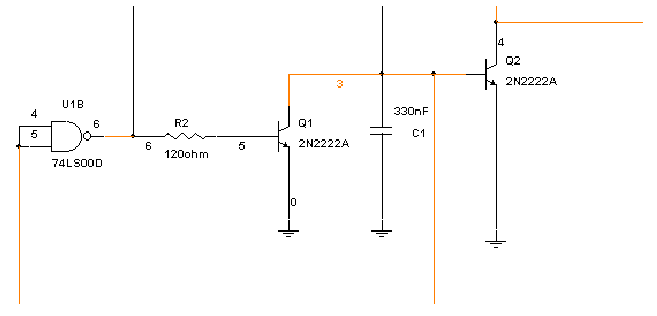 4
Q2
2N2222A
3
U1B
4
5
6
74LS00D
R2
6
120ohm
5
Q1
2N2222A
330nF
C1
0